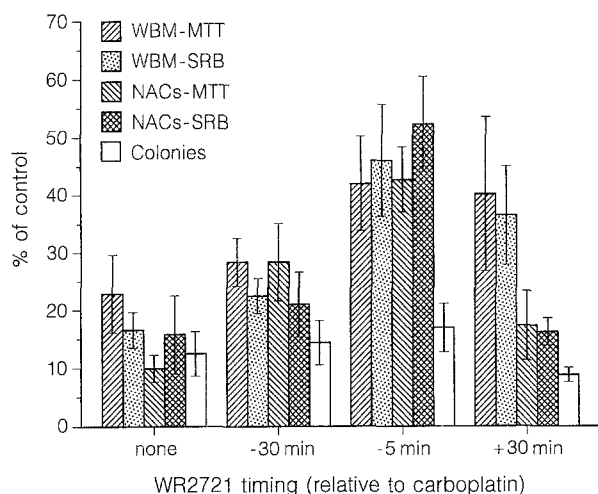 70
60
50
40
30
20
10
0
% of control
WBM-MTT
WBM-SRB
NACs-MTT
NACs-SRB
Colonies
none
-30 min
-5 min
+30 min
WR2721 timing (relative to carboplatin)